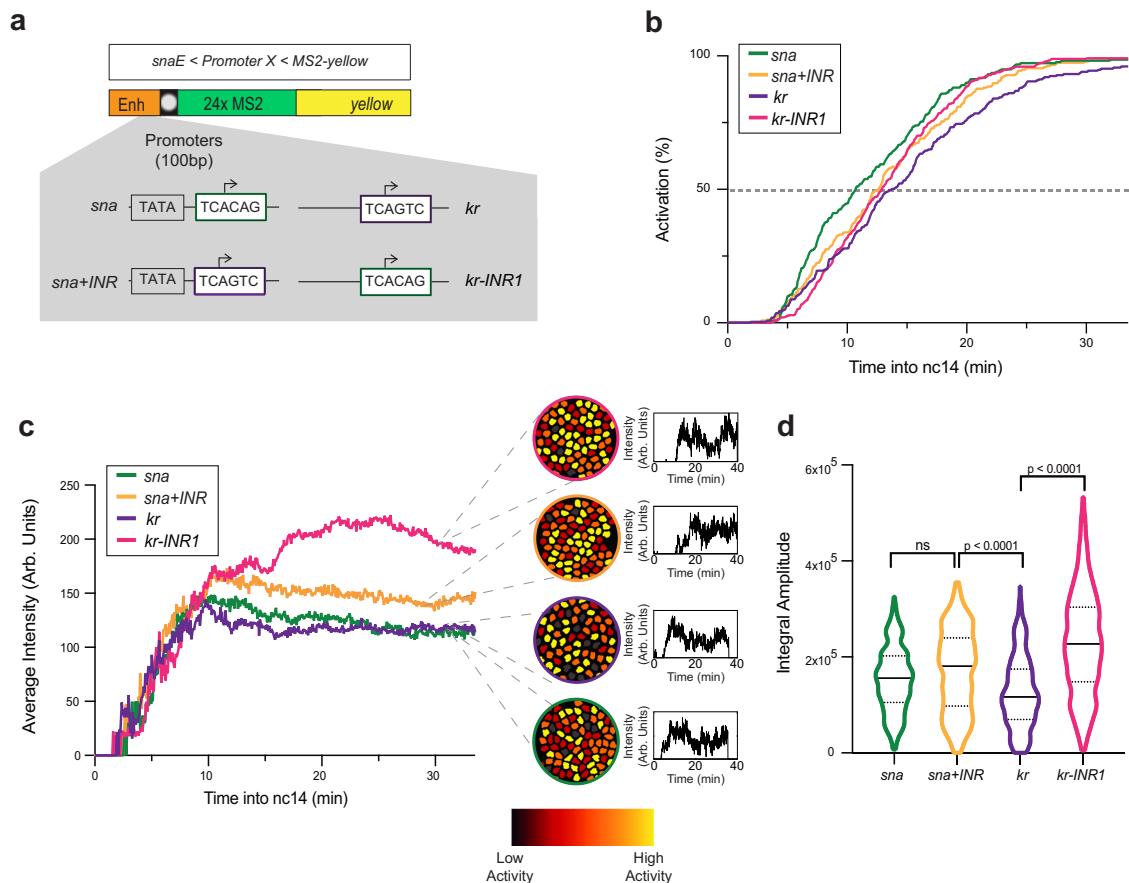 a
snaE < Promoter X < MS2-yellow
Enh
24x MS2
yellow
Promoters
(100bp)
sna
TATA
TCACAG
TCAGTC
kr
sna+INR
TATA
TCAGTC
TCACAG
kr-INR1
b
sna
sna+INR
kr
kr-INR1
Activation (%)
100
50
0
0
10
20
30
Time into nc14 (min)
c
sna
sna+INR
kr
kr-INR1
Average Intensity (Arb. Units)
250
200
150
100
50
0
0
10
20
30
Time into nc14 (min)
Intensity
(Arb. Units)
0
20
40
Time (min)
Intensity
(Arb. Units)
0
20
40
Time (min)
Intensity
(Arb. Units)
0
20
40
Time (min)
Intensity
(Arb. Units)
0
20
40
Time (min)
Low
Activity
High
Activity
d
Integral Amplitude
6x10⁵
4x10⁵
2x10⁵
0
ns
p < 0.0001
p < 0.0001
sna
sna+INR
kr
kr-INR1